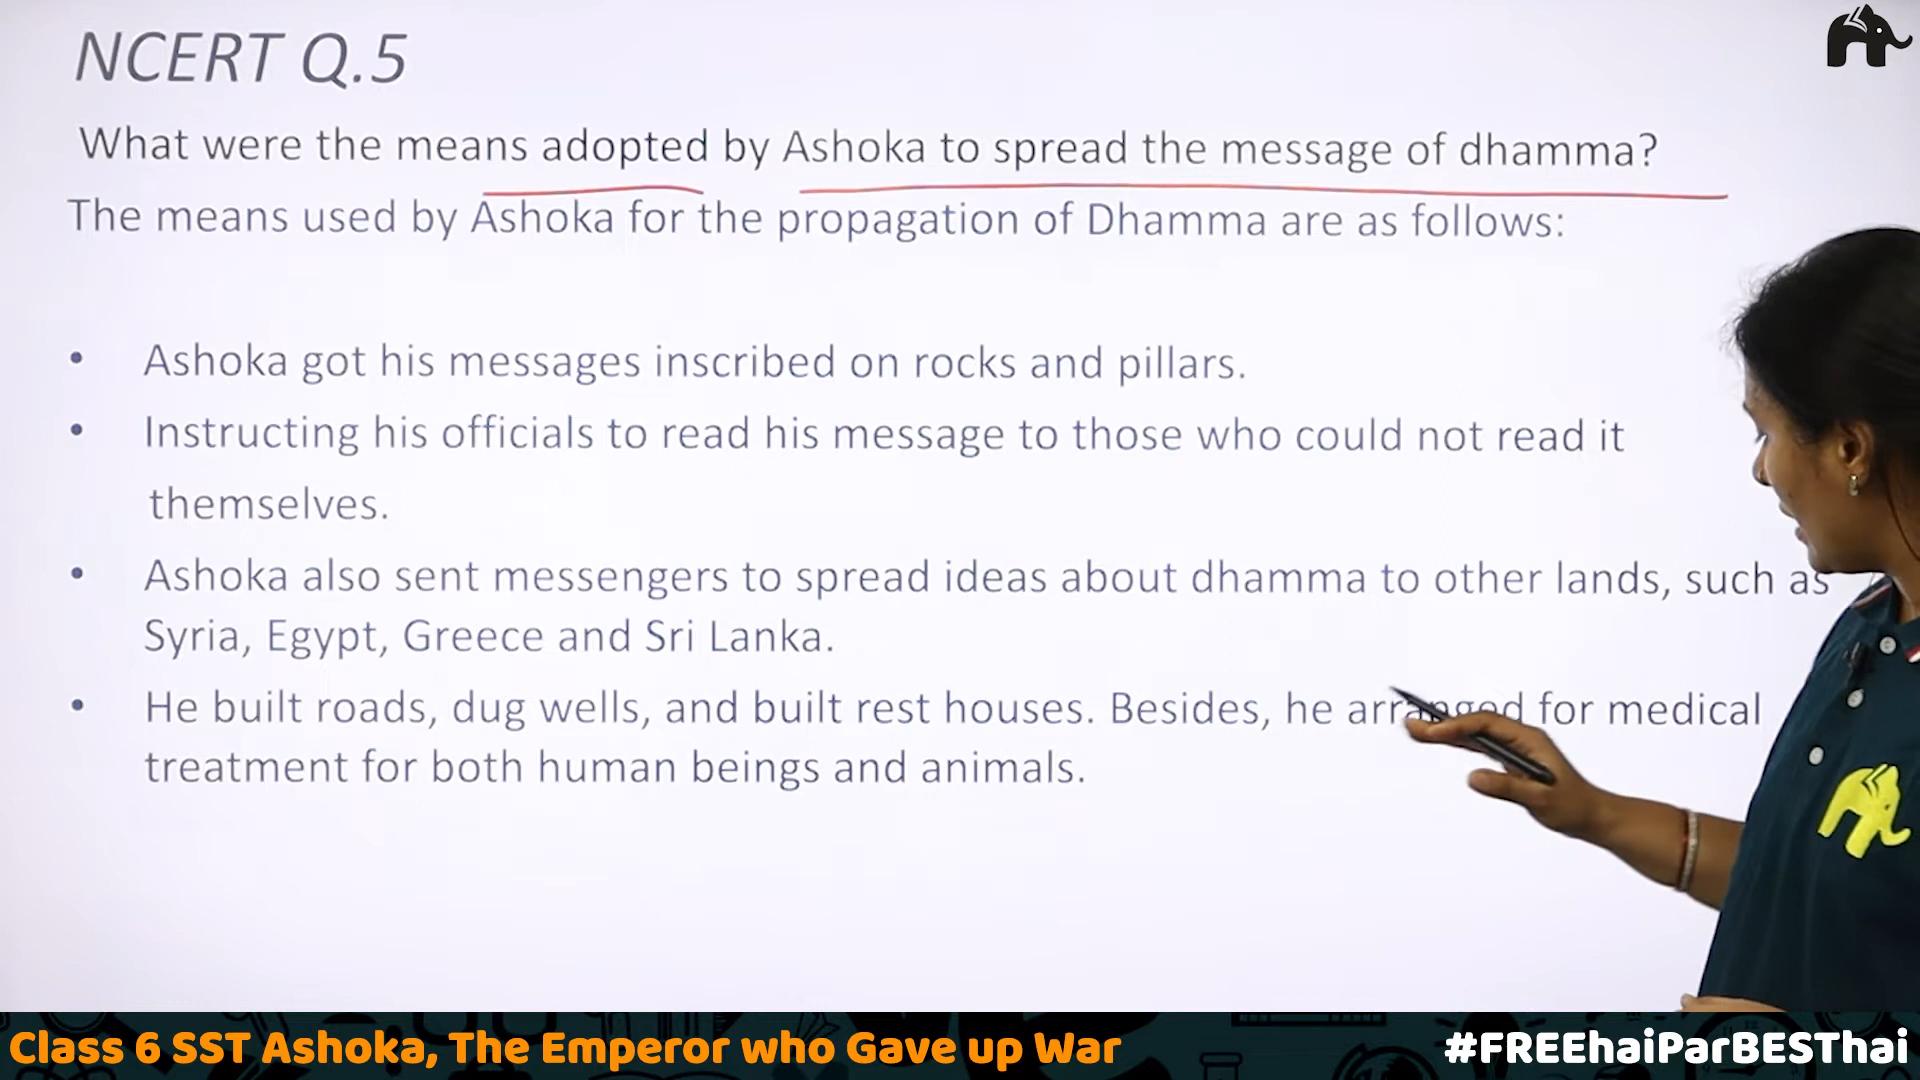 NCERT Q.5
What were the means adopted by Ashoka to spread the message of dhamma?
The means used by Ashoka for the propagation of Dhamma are as follows:
• Ashoka got his messages inscribed on rocks and pillars.
• Instructing his officials to read his message to those who could not read it
themselves.
• Ashoka also sent messengers to spread ideas about dhamma to other lands, such as
Syria, Egypt, Greece and Sri Lanka.
• He built roads, dug wells, and built rest houses. Besides, he arranged for medical
treatment for both human beings and animals.
Class 6 SST Ashoka, The Emperor who Gave up War
#FREEhaiParBESThai